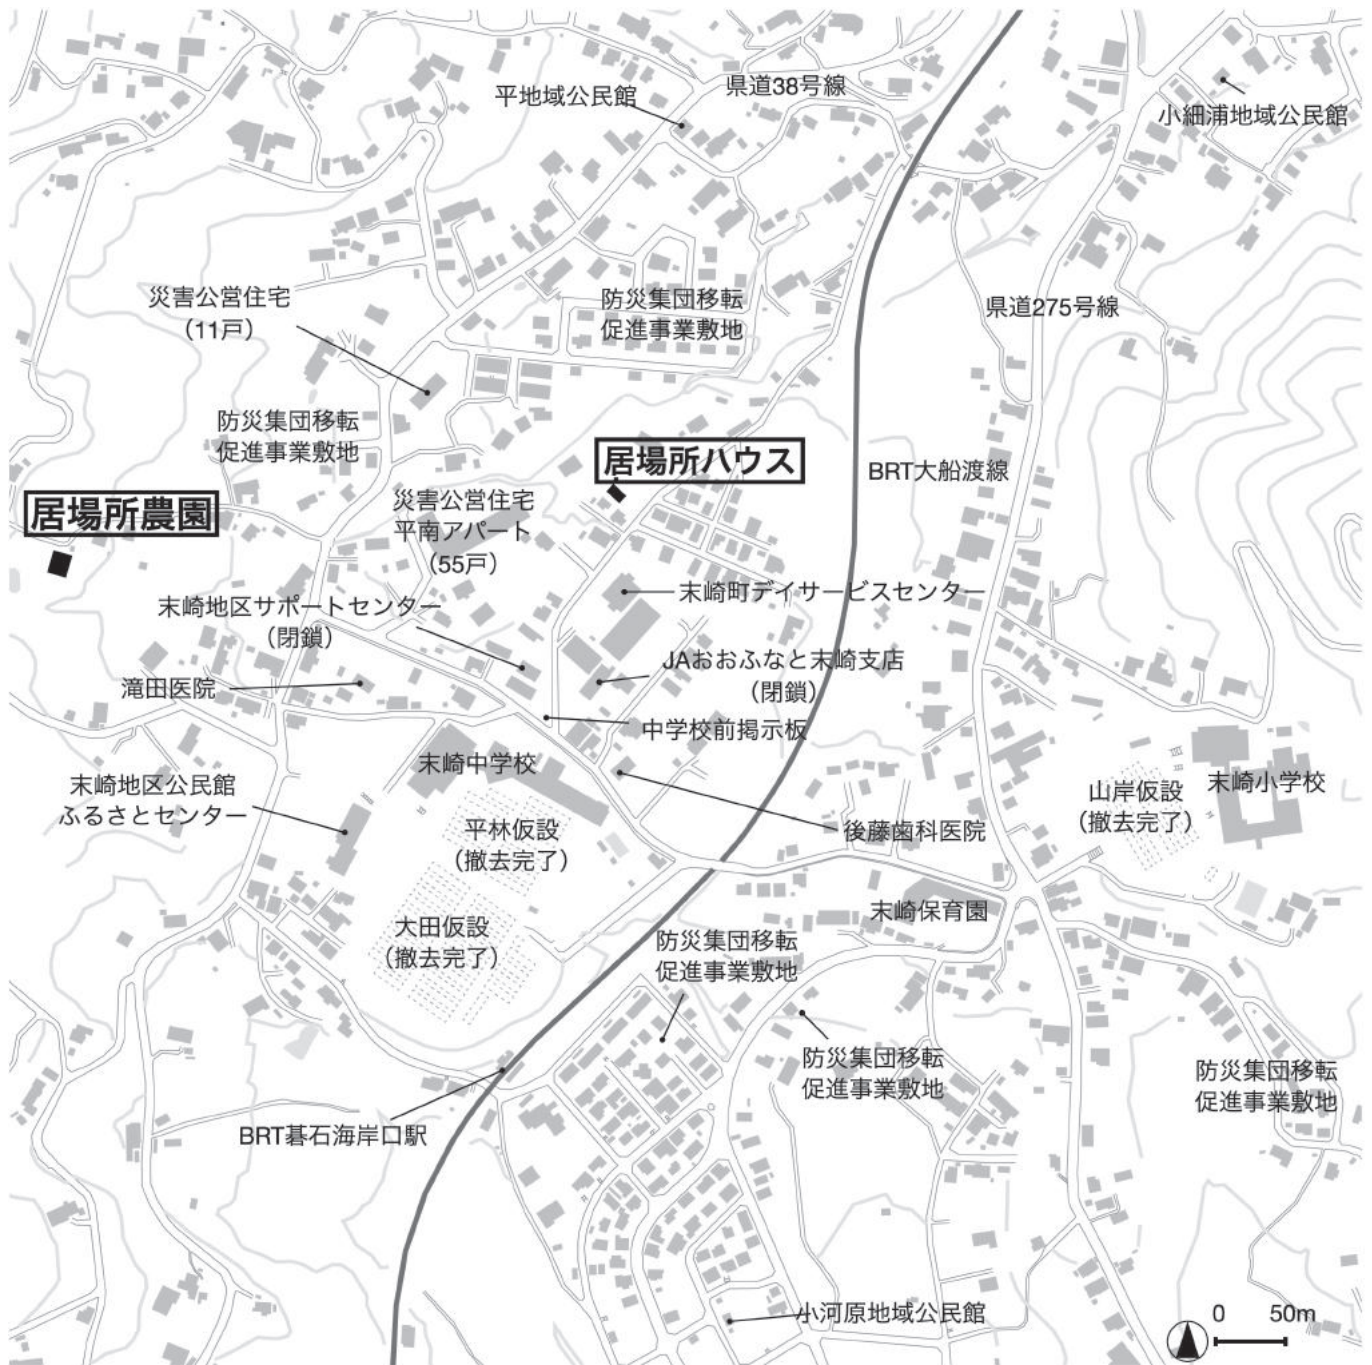 平地域公民館
県道38号線
小細浦地域公民館
災害公営住宅
（11戸）
防災集団移転
促進事業敷地
県道275号線
防災集団移転
促進事業敷地
居場所ハウス
BRT大船渡線
居場所農園
災害公営住宅
平南アパート
（55戸）
末崎町デイサービスセンター
末崎地区サポートセンター
（閉鎖）
JAおおふなと末崎支店
（閉鎖）
滝田医院
中学校前掲示板
末崎中学校
末崎地区公民館
ふるさとセンター
平林仮設
（撤去完了）
後藤歯科医院
山岸仮設
（撤去完了）
末崎小学校
末崎保育園
大田仮設
（撤去完了）
防災集団移転
促進事業敷地
防災集団移転
促進事業敷地
防災集団移転
促進事業敷地
BRT碁石海岸口駅
小河原地域公民館
0 50m